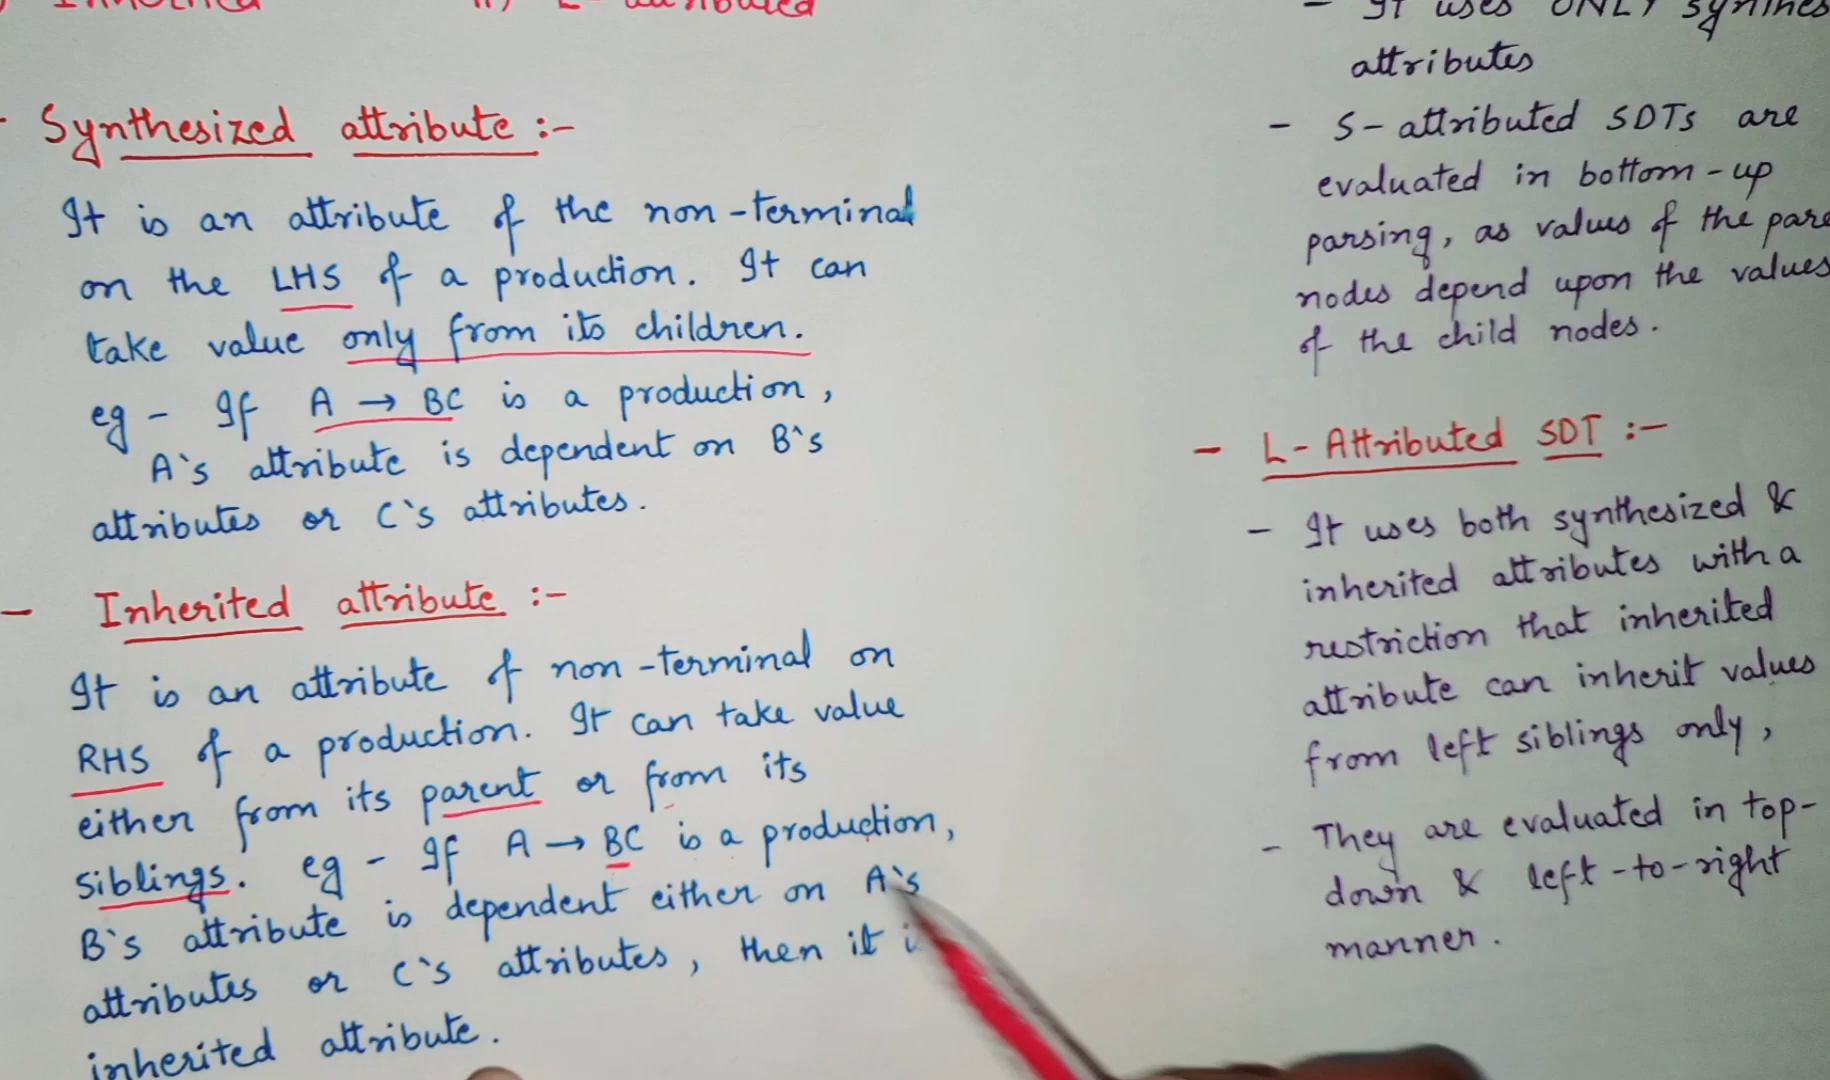 Synthesized attribute :-
It is an attribute of the non-terminal
on the LHS of a production. It can
take value only from its children.
eg - If A → BC is a production,
A's attribute is dependent on B's
attributes or C's attributes.
- Inherited attribute :-
It is an attribute of non-terminal on
RHS of a production. It can take value
either from its parent or from its
siblings. eg - If A → BC is a production,
B's attribute is dependent either on A's
attributes or C's attributes, then it
inherited attribute.
- It uses ONLY
attributes
- S-attributed SDTs are
evaluated in bottom-up
parsing, as values of the
nodes depend upon the values
of the child nodes.
- L-Attributed SDT :-
- It uses both synthesized &
inherited attributes with a
restriction that inherited
attribute can inherit values
from left siblings only,
- They are evaluated in top-
down & left-to-right
manner.